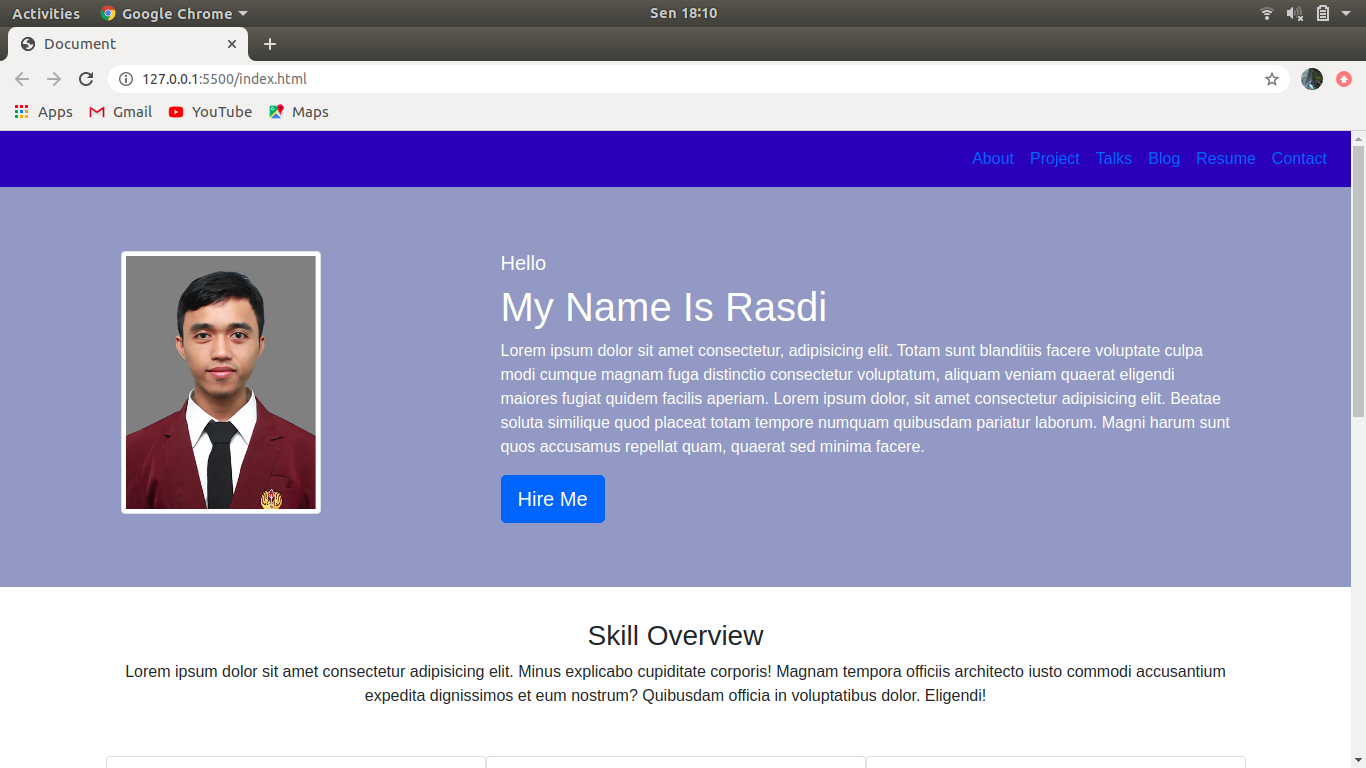 Activities Google Chrome Sen 18:10
Document
127.0.0.1:5500/index.html
Apps Gmail YouTube Maps
About Project Talks Blog Resume Contact
Hello
My Name Is Rasdi
Lorem ipsum dolor sit amet consectetur, adipisicing elit. Totam sunt blanditiis facere voluptate culpa
modi cumque magnam fuga distinctio consectetur voluptatum, aliquam veniam quaerat eligendi
maiores fugiat quidem facilis aperiam. Lorem ipsum dolor, sit amet consectetur adipisicing elit. Beatae
soluta similique quod placeat totam tempore numquam quibusdam pariatur laborum. Magni harum sunt
quos accusamus repellat quam, quaerat sed minima facere.
Hire Me
Skill Overview
Lorem ipsum dolor sit amet consectetur adipisicing elit. Minus explicabo cupiditate corporis! Magnam tempora officiis architecto iusto commodi accusantium
expedita dignissimos et eum nostrum? Quibusdam officia in voluptatibus dolor. Eligendi!